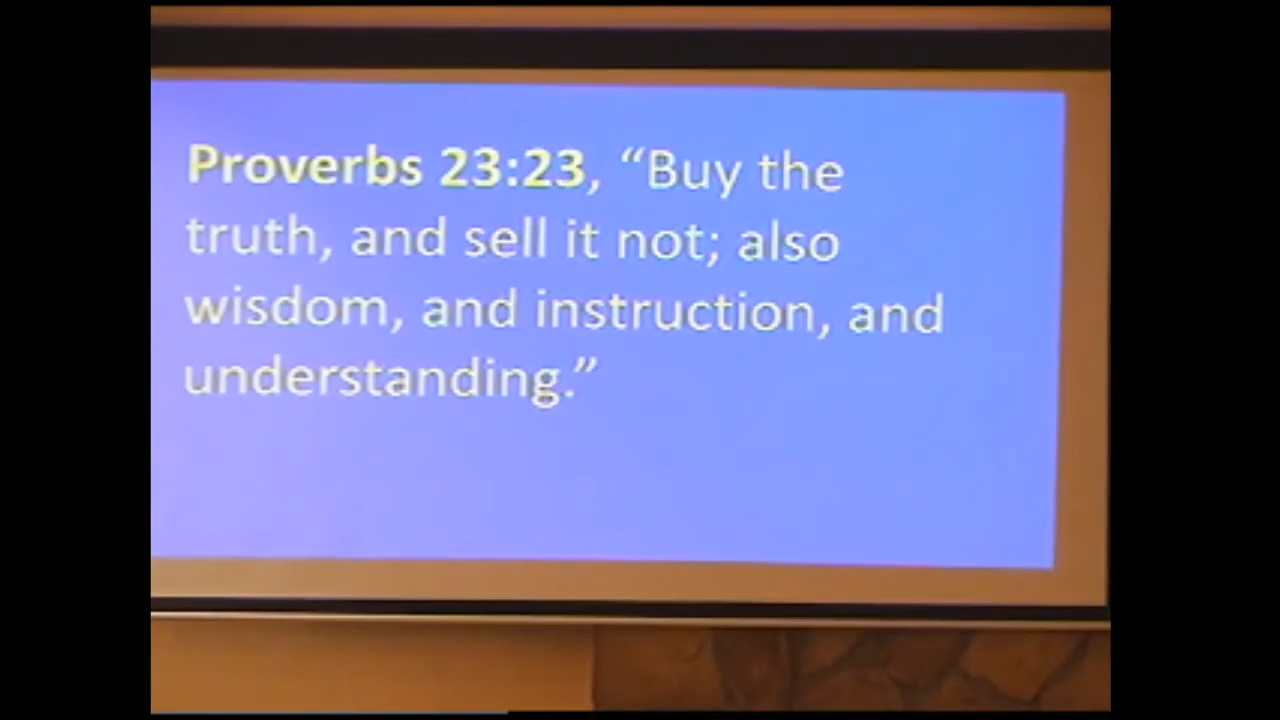 Proverbs 23:23, “Buy the
truth, and sell it not; also
wisdom, and instruction, and
understanding.”